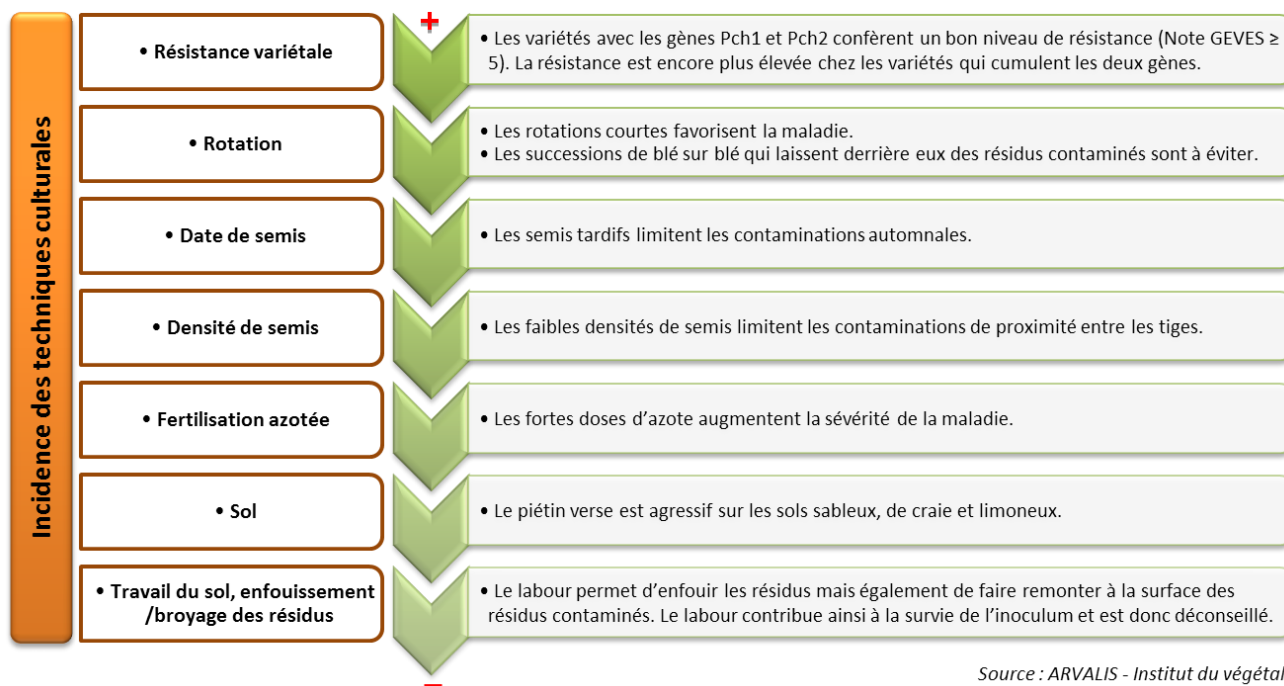 Incidence des techniques culturales
+
• Résistance variétale
• Les variétés avec les gènes Pch1 et Pch2 confèrent un bon niveau de résistance (Note GEVES ≥
5). La résistance est encore plus élevée chez les variétés qui cumulent les deux gènes.
• Rotation
• Les rotations courtes favorisent la maladie.
• Les successions de blé sur blé qui laissent derrière eux des résidus contaminés sont à éviter.
• Date de semis
• Les semis tardifs limitent les contaminations automnales.
• Densité de semis
• Les faibles densités de semis limitent les contaminations de proximité entre les tiges.
• Fertilisation azotée
• Les fortes doses d’azote augmentent la sévérité de la maladie.
• Sol
• Le piétin verse est agressif sur les sols sableux, de craie et limoneux.
• Travail du sol, enfouissement
/broyage des résidus
• Le labour permet d’enfouir les résidus mais également de faire remonter à la surface des
résidus contaminés. Le labour contribue ainsi à la survie de l’inoculum et est donc déconseillé.
–
Source : ARVALIS - Institut du végétal